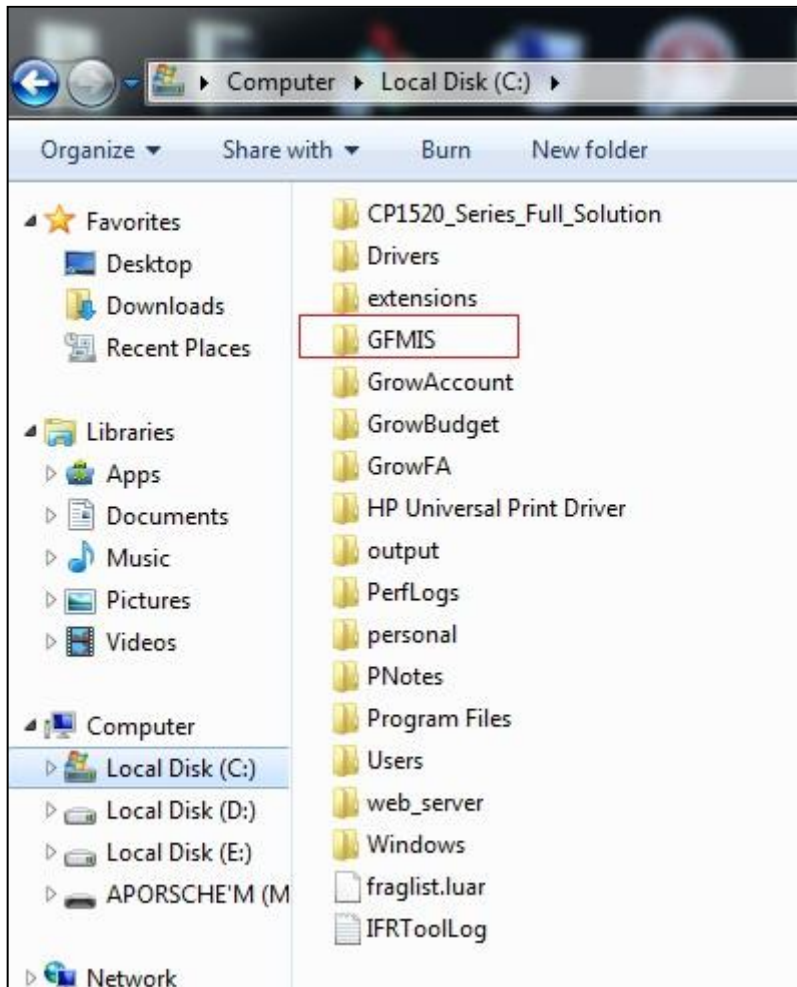 Computer Local Disk (C:)
Organize Share with Burn New folder
Favorites
Desktop
Downloads
Recent Places
Libraries
Apps
Documents
Music
Pictures
Videos
Computer
Local Disk (C:)
Local Disk (D:)
Local Disk (E:)
APORSCHE'M (M
Network
CP1520_Series_Full_Solution
Drivers
extensions
GFMIS
GrowAccount
GrowBudget
GrowFA
HP Universal Print Driver
output
PerfLogs
personal
PNotes
Program Files
Users
web_server
Windows
fraglist.luar
IFRToolLog